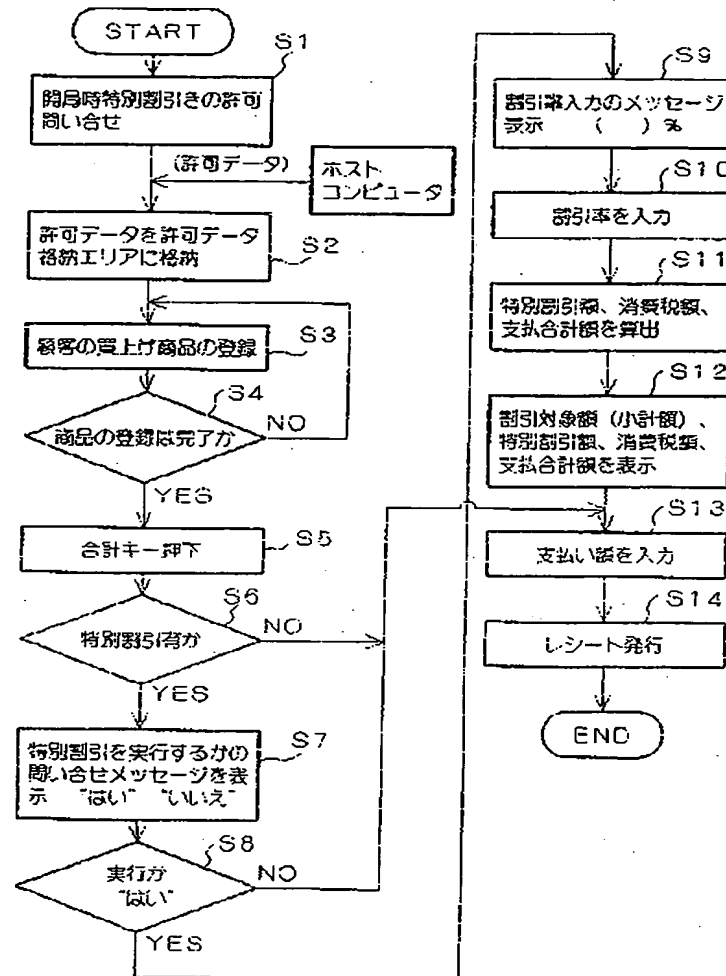 START
S1
開局時特別割引きの許可
問い合せ
(許可データ)
ホスト
コンピュータ
許可データを許可データ
格納エリアに格納
S2
顧客の買上げ商品の登録
S3
S4
商品の登録は完了か
NO
YES
合計キー押下
S5
S6
特別割引有か
NO
YES
特別割引を実行するかの
問い合せメッセージを表
示 "はい" "いいえ"
S7
S8
実行か
"はい"
NO
YES
S9
割引率入力のメッセージ
表示 ( ) %
S10
割引率を入力
S11
特別割引額、消費税額、
支払合計額を算出
S12
割引対象額(小計額)、
特別割引額、消費税額、
支払合計額を表示
S13
支払い額を入力
S14
レシート発行
END